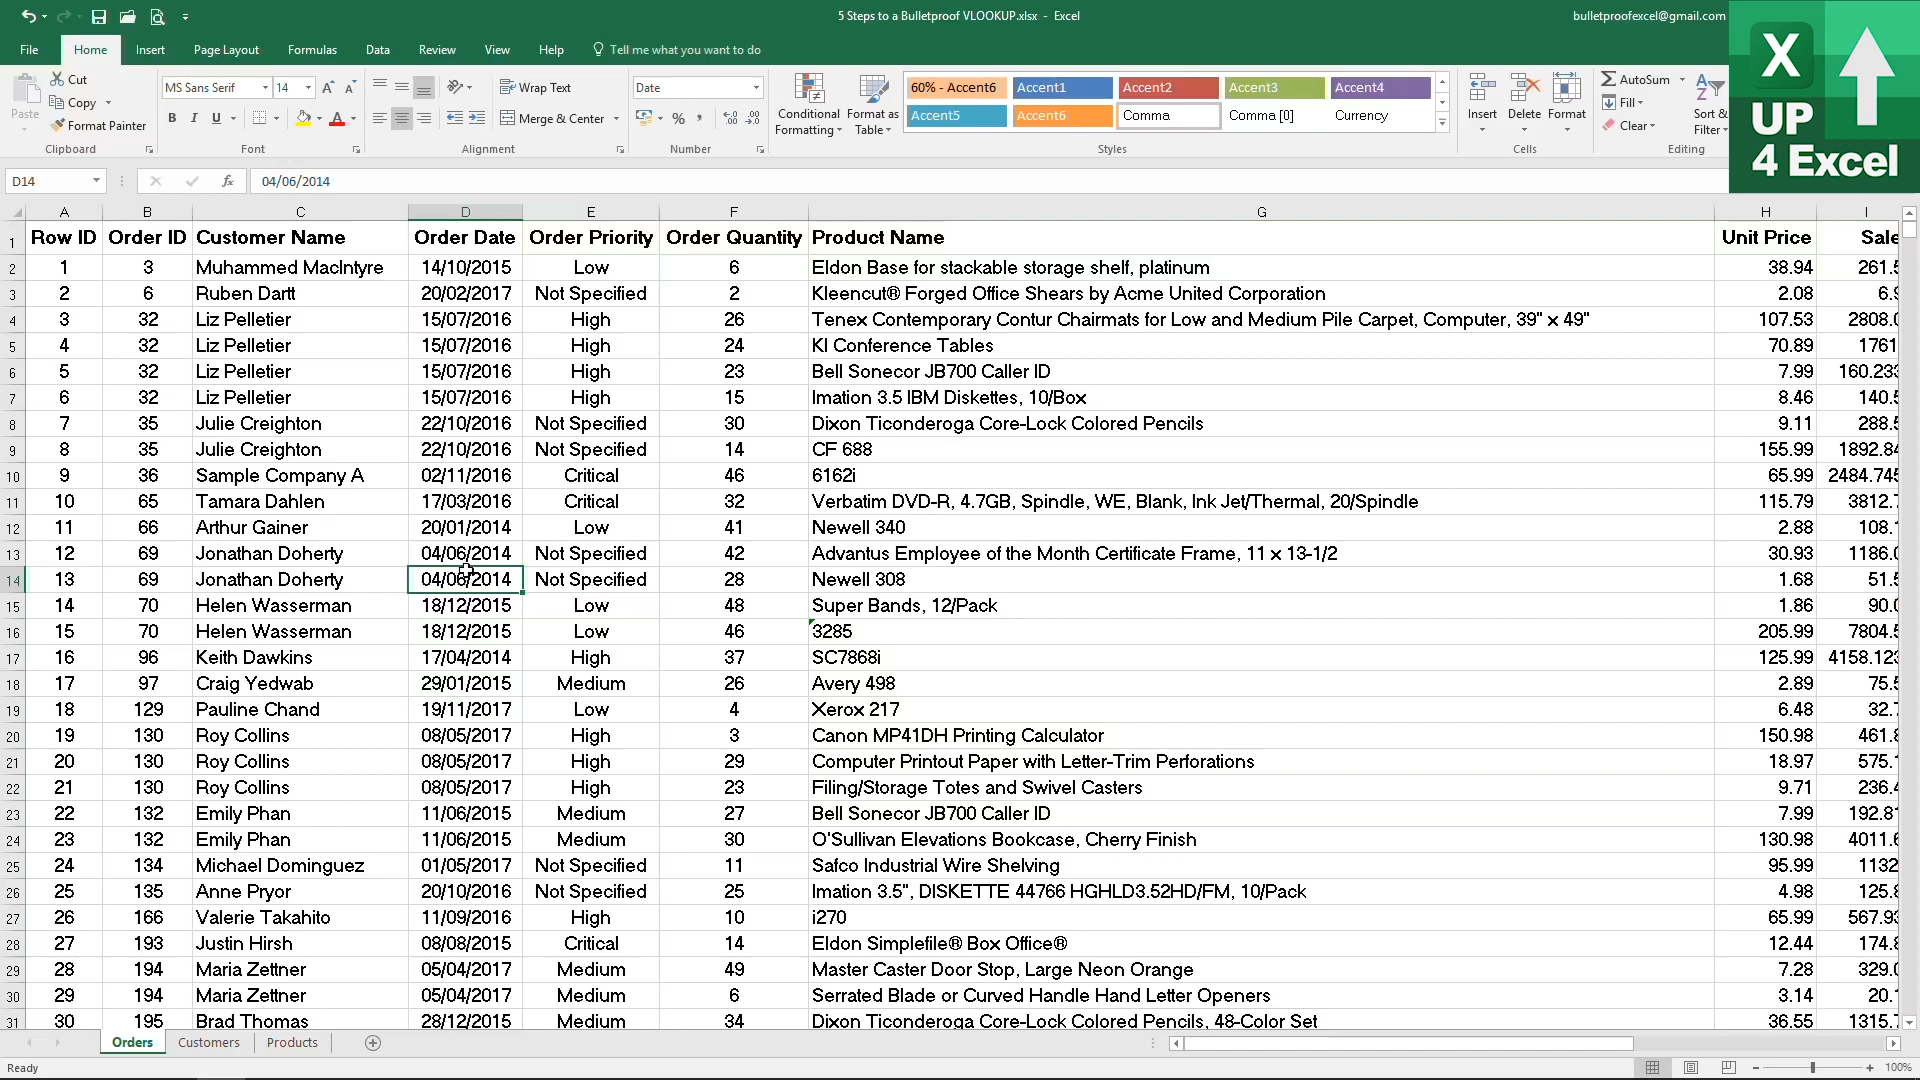 5 Steps to a Bulletproof VLOOKUP.xlsx - Excel
bulletproofexcel@gmail.com
X
UP
4 Excel
File Home Insert Page Layout Formulas Data Review View Help Tell me what you want to do
Paste
Cut
Copy
Format Painter
Clipboard
MS Sans Serif 14 A A
B I U A
Font
Wrap Text
Merge & Center
Alignment
Date
% ,
Number
Conditional Formatting
Format as Table
60% - Accent6 Accent1 Accent2 Accent3 Accent4
Accent5 Accent6 Comma Comma [0] Currency
Styles
Insert Delete Format
Cells
AutoSum
Fill
Clear
Sort & Filter
Editing
D14 fx 04/06/2014
A B C D E F G H I
1 Row ID Order ID Customer Name Order Date Order Priority Order Quantity Product Name Unit Price Sale
2 1 3 Muhammed MacIntyre 14/10/2015 Low 6 Eldon Base for stackable storage shelf, platinum 38.94 261.5
3 2 6 Ruben Dartt 20/02/2017 Not Specified 2 Kleencut® Forged Office Shears by Acme United Corporation 2.08 6.9
4 3 32 Liz Pelletier 15/07/2016 High 26 Tenex Contemporary Contur Chairmats for Low and Medium Pile Carpet, Computer, 39" x 49" 107.53 2808.0
5 4 32 Liz Pelletier 15/07/2016 High 24 KI Conference Tables 70.89 1761
6 5 32 Liz Pelletier 15/07/2016 High 23 Bell Sonecor JB700 Caller ID 7.99 160.233
7 6 32 Liz Pelletier 15/07/2016 High 15 Imation 3.5 IBM Diskettes, 10/Box 8.46 140.5
8 7 35 Julie Creighton 22/10/2016 Not Specified 30 Dixon Ticonderoga Core-Lock Colored Pencils 9.11 288.5
9 8 35 Julie Creighton 22/10/2016 Not Specified 14 CF 688 155.99 1892.84
10 9 36 Sample Company A 02/11/2016 Critical 46 6162i 65.99 2484.745
11 10 65 Tamara Dahlen 17/03/2016 Critical 32 Verbatim DVD-R, 4.7GB, Spindle, WE, Blank, Ink Jet/Thermal, 20/Spindle 115.79 3812.7
12 11 66 Arthur Gainer 20/01/2014 Low 41 Newell 340 2.88 108.1
13 12 69 Jonathan Doherty 04/06/2014 Not Specified 42 Advantus Employee of the Month Certificate Frame, 11 x 13-1/2 30.93 1186.0
14 13 69 Jonathan Doherty 04/06/2014 Not Specified 28 Newell 308 1.68 51.5
15 14 70 Helen Wasserman 18/12/2015 Low 48 Super Bands, 12/Pack 1.86 90.0
16 15 70 Helen Wasserman 18/12/2015 Low 46 3285 205.99 7804.5
17 16 96 Keith Dawkins 17/04/2014 High 37 SC7868i 125.99 4158.123
18 17 97 Craig Yedwab 29/01/2015 Medium 26 Avery 498 2.89 75.5
19 18 129 Pauline Chand 19/11/2017 Low 4 Xerox 217 6.48 32.7
20 19 130 Roy Collins 08/05/2017 High 3 Canon MP41DH Printing Calculator 150.98 461.8
21 20 130 Roy Collins 08/05/2017 High 29 Computer Printout Paper with Letter-Trim Perforations 18.97 575.1
22 21 130 Roy Collins 08/05/2017 High 23 Filing/Storage Totes and Swivel Casters 9.71 236.4
23 22 132 Emily Phan 11/06/2015 Medium 27 Bell Sonecor JB700 Caller ID 7.99 192.81
24 23 132 Emily Phan 11/06/2015 Medium 30 O'Sullivan Elevations Bookcase, Cherry Finish 130.98 4011.6
25 24 134 Michael Dominguez 01/05/2017 Not Specified 11 Safco Industrial Wire Shelving 95.99 1132
26 25 135 Anne Pryor 20/10/2016 Not Specified 25 Imation 3.5", DISKETTE 44766 HGHLD3.52HD/FM, 10/Pack 4.98 125.8
27 26 166 Valerie Takahito 11/09/2016 High 10 i270 65.99 567.93
28 27 193 Justin Hirsh 08/08/2015 Critical 14 Eldon Simplefile® Box Office® 12.44 174.8
29 28 194 Maria Zettner 05/04/2017 Medium 49 Master Caster Door Stop, Large Neon Orange 7.28 329.0
30 29 194 Maria Zettner 05/04/2017 Medium 6 Serrated Blade or Curved Handle Hand Letter Openers 3.14 20.1
31 30 195 Brad Thomas 28/12/2015 Medium 34 Dixon Ticonderoga Core-Lock Colored Pencils, 48-Color Set 36.55 1315.7
Orders Customers Products
Ready 100%